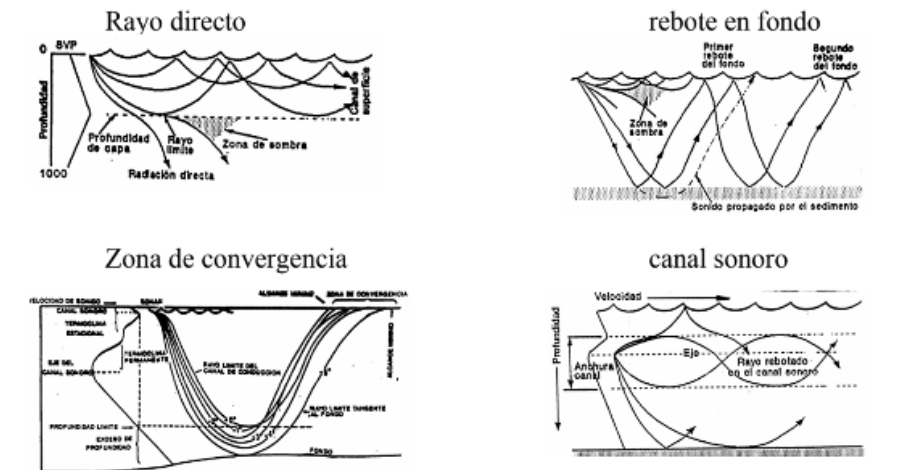 Rayo directo
0 SVP
Profundidad
1000
Profundidad
de capa
Rayo
límite
Zona de sombra
Radiación directa
Canal de
superficie
rebote en fondo
Primer
rebote
del fondo
Segundo
rebote
del fondo
Zona de
sombra
Sonido propagado por el sedimento
Zona de convergencia
VELOCIDAD DE SONIDO
SONAR
ALCANCE MINIMO
ZONA DE CONVERGENCIA
CANAL SONORO
TERMOCLINA
ESTACIONAL
EJE DEL
CANAL SONORO
TERMOCLINA
PERMANENTE
RAYO LIMITE DEL
CANAL DE CONDUCCION
RAYO LIMITE TANGENTE
AL FONDO
PROFUNDIDAD LIMITE
EXCESO DE
PROFUNDIDAD
FONDO
canal sonoro
Velocidad
Profundidad
Anchura
canal
Eje
Rayo rebotado
en el canal sonoro